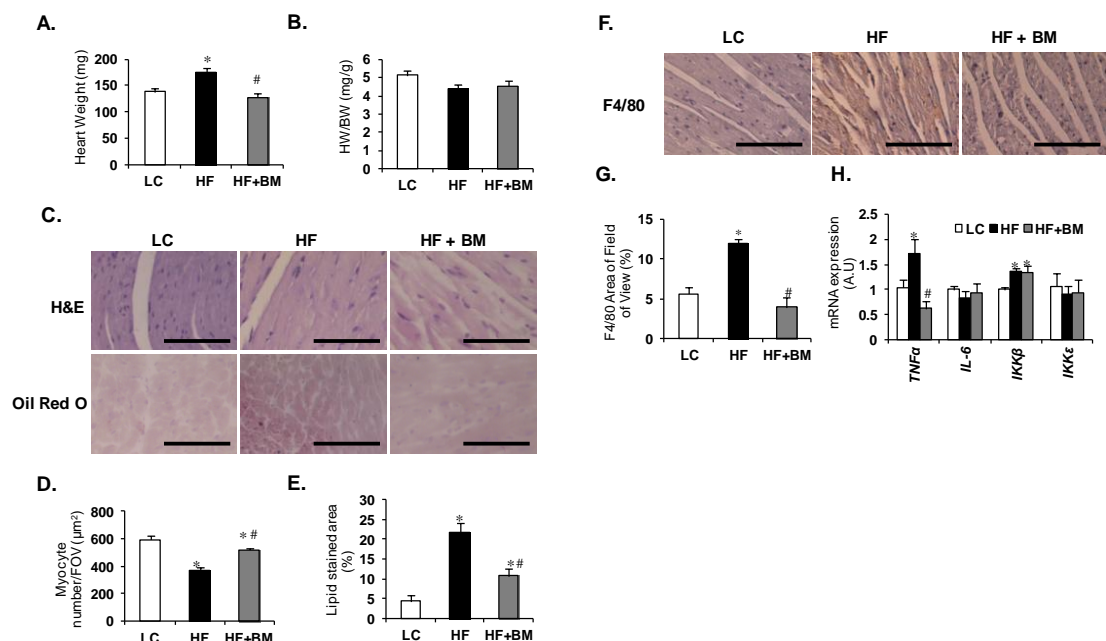 A.
Heart Weight (mg)
200
150
100
50
0
*
#
LC HF HF+BM
B.
HW/BW (mg/g)
6
5
4
3
2
1
0
LC HF HF+BM
C.
LC HF HF + BM
H&E
Oil Red O
D.
Myocyte
number/FOV (µm²)
800
600
400
200
0
*
* #
LC HF HF+BM
E.
Lipid stained area
(%)
30
25
20
15
10
5
0
*
*#
LC HF HF+BM
F.
LC HF HF + BM
F4/80
G.
F4/80 Area of Field
of View (%)
15
10
5
0
*
#
LC HF HF+BM
H.
mRNA expression
(A.U)
2.5
2
1.5
1
0.5
0
LC HF HF+BM
*
#
* *
TNFα IL-6 IKKβ IKKε